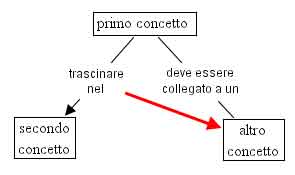 primo concetto
trascinare
nel
deve essere
collegato a un
secondo
concetto
altro
concetto